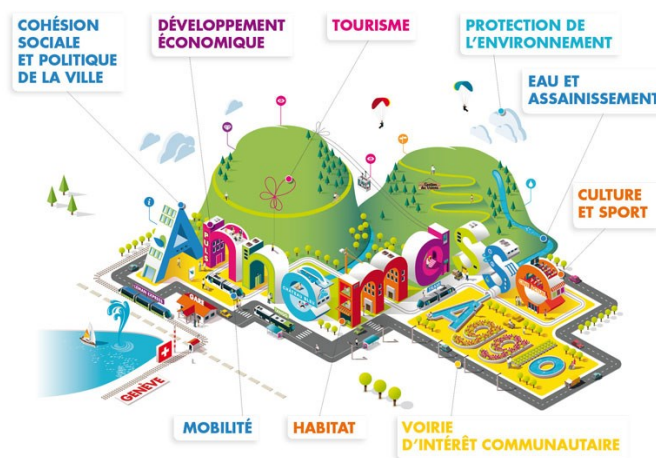 COHÉSION
SOCIALE
ET POLITIQUE
DE LA VILLE
DÉVELOPPEMENT
ÉCONOMIQUE
TOURISME
PROTECTION DE
L'ENVIRONNEMENT
EAU ET
ASSAINISSEMENT
CULTURE
ET SPORT
Annemasse
Agglo
GARE
GENÈVE
MOBILITÉ
HABITAT
VOIRIE
D'INTÉRÊT COMMUNAUTAIRE